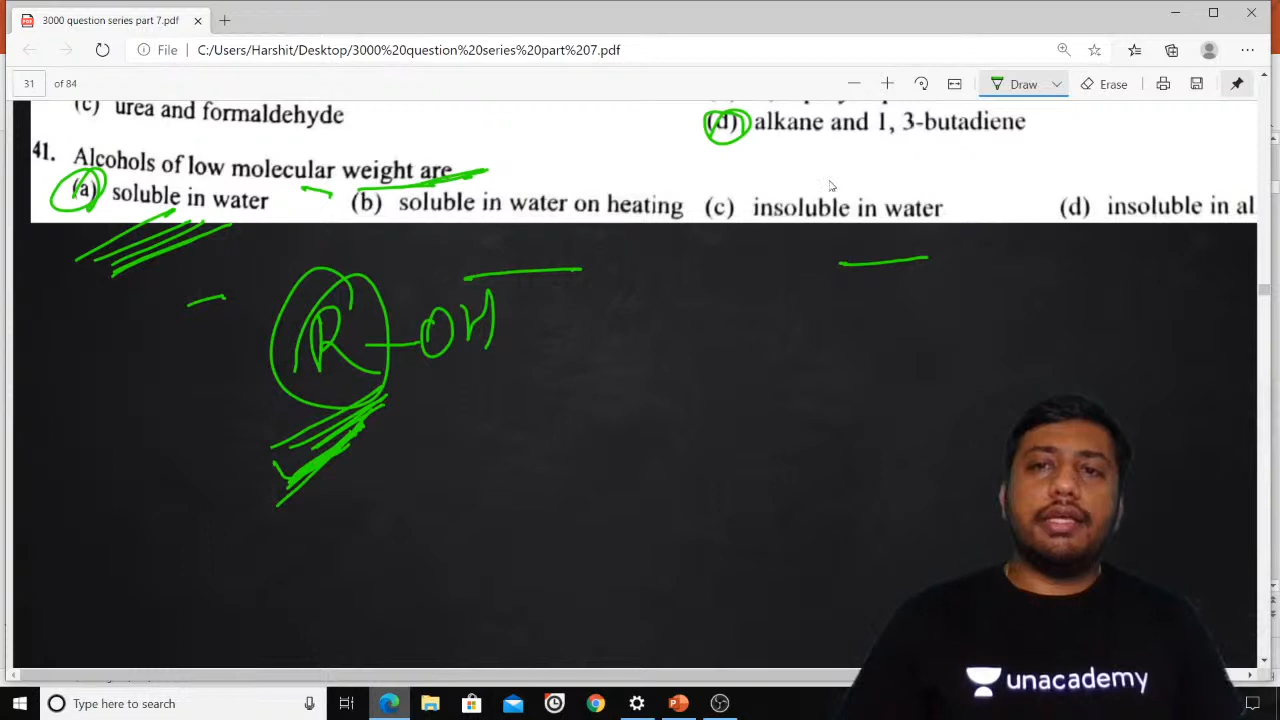 3000 question series part 7.pdf
File C:/Users/Harshit/Desktop/3000%20question%20series%20part%207.pdf
31 of 84 Draw Erase
(c) urea and formaldehyde
(d) alkane and 1, 3-butadiene
41. Alcohols of low molecular weight are
(a) soluble in water (b) soluble in water on heating (c) insoluble in water (d) insoluble in al
R-OH
unacademy
Type here to search